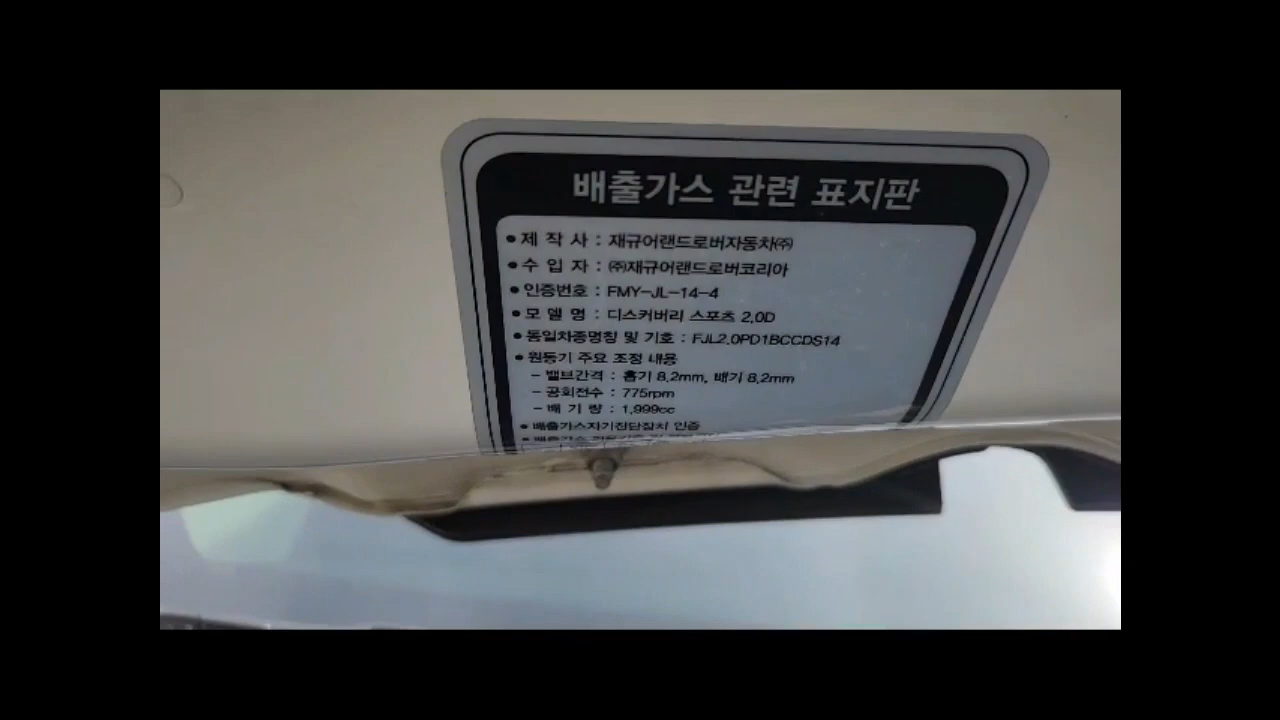 배출가스 관련 표지판
• 제 작 사 : 재규어랜드로버자동차㈜
• 수 입 자 : ㈜재규어랜드로버코리아
• 인증번호 : FMY-JL-14-4
• 모 델 명 : 디스커버리 스포츠 2.0D
• 동일차종명칭 및 기호 : FJL2.0PD1BCCDS14
• 원동기 주요 조정 내용
- 밸브간격 : 흡기 8.2mm, 배기 8.2mm
- 공회전수 : 775rpm
- 배 기 량 : 1,999cc
• 배출가스자기진단장치 인증
• 배출가스